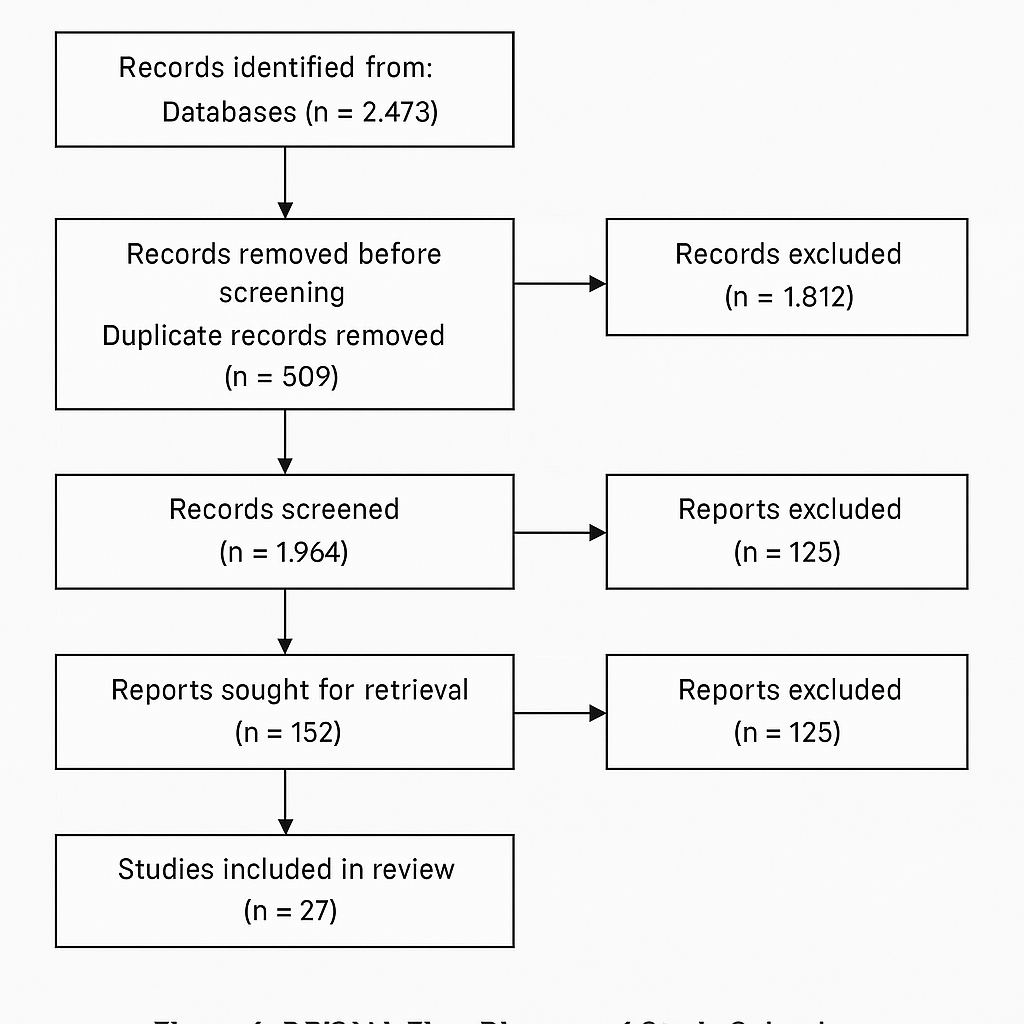 Records identified from:
Databases (n = 2.473)
Records removed before
screening
Duplicate records removed
(n = 509)
Records excluded
(n = 1.812)
Records screened
(n = 1.964)
Reports excluded
(n = 125)
Reports sought for retrieval
(n = 152)
Reports excluded
(n = 125)
Studies included in review
(n = 27)